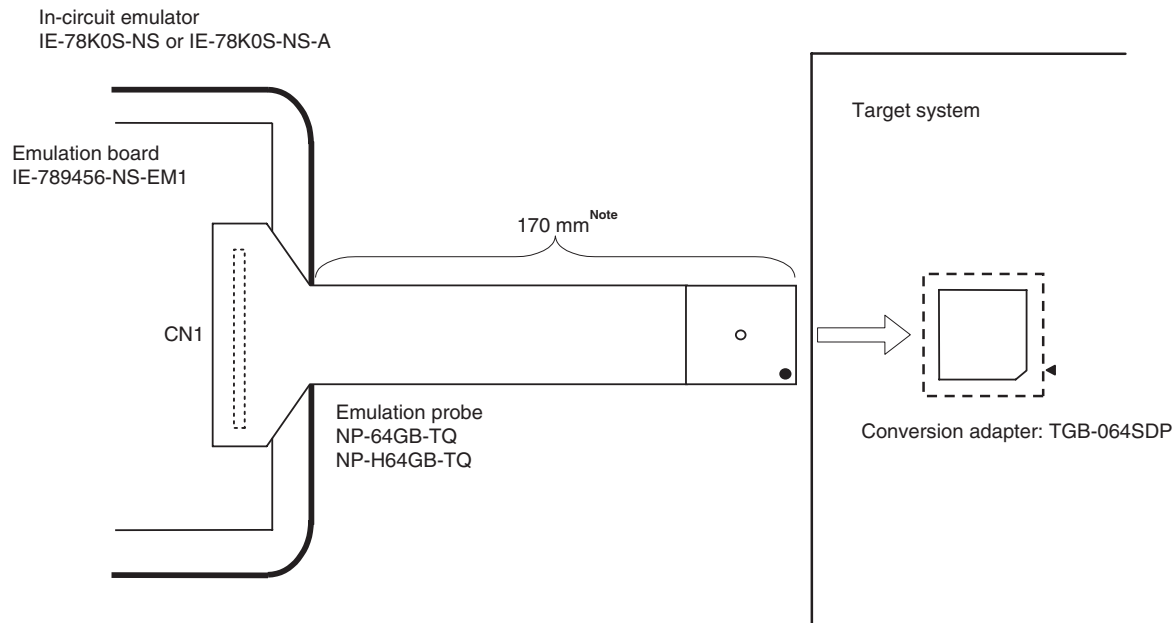 In-circuit emulator
IE-78K0S-NS or IE-78K0S-NS-A
Target system
Emulation board
IE-789456-NS-EM1
170 mm Note
CN1
Emulation probe
NP-64GB-TQ
NP-H64GB-TQ
Conversion adapter: TGB-064SDP